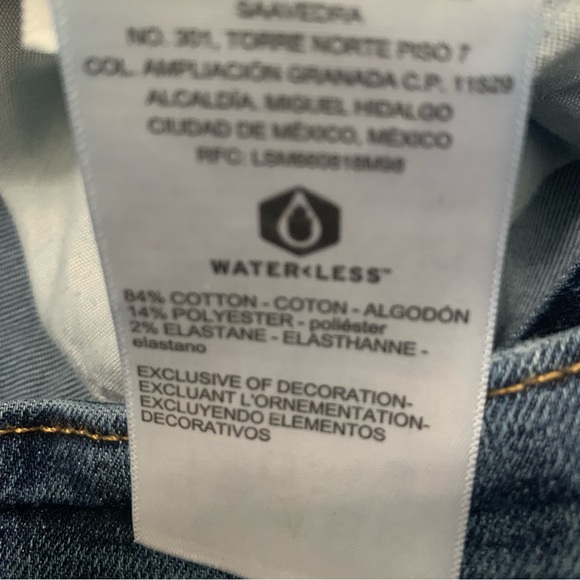 SAAVEDRA
NO. 301, TORRE NORTE PISO 7
COL. AMPLIACIÓN GRANADA C.P. 11529
ALCALDÍA. MIGUEL HIDALGO
CIUDAD DE MÉXICO, MÉXICO
RFC:
WATER<LESS™
84% COTTON - COTON - ALGODÓN
14% POLYESTER - poliéster
2% ELASTANE - ELASTHANNE -
elastano
EXCLUSIVE OF DECORATION-
EXCLUANT L'ORNEMENTATION-
EXCLUYENDO ELEMENTOS
DECORATIVOS